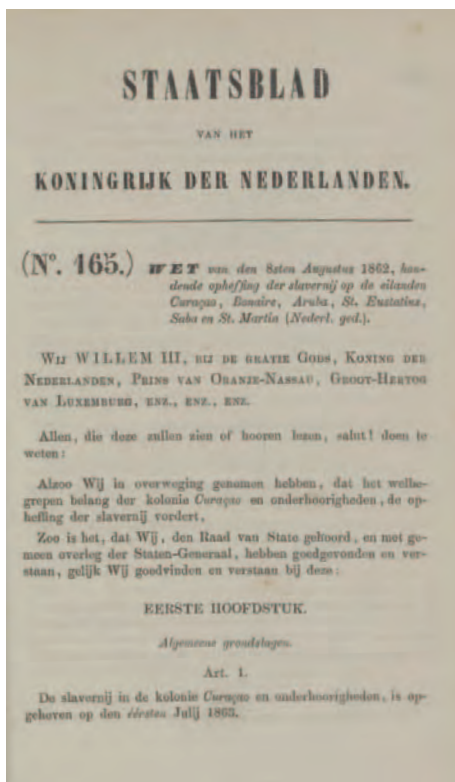 STAATSBLAD
VAN HET
KONINGRIJK DER NEDERLANDEN.
(N°. 165.) WET van den 8sten Augustus 1862, hou-
dende opheffing der slavernij op de eilanden
Curaçao, Bonaire, Aruba, St. Eustatius,
Saba en St. Martin (Nederl. ged.).
WIJ WILLEM III, BIJ DE GRATIE GODS, KONING DER
NEDERLANDEN, PRINS VAN ORANJE-NASSAU, GROOT-HERTOG
VAN LUXEMBURG, ENZ., ENZ., ENZ.
Allen, die deze zullen zien of hooren lezen, salut! doen te
weten:
Alzoo Wij in overweging genomen hebben, dat het welbe-
grepen belang der kolonie Curaçao en onderhoorigheden, de op-
heffing der slavernij vordert,
Zoo is het, dat Wij, den Raad van State gehoord, en met ge-
meen overleg der Staten-Generaal, hebben goedgevonden en ver-
staan, gelijk Wij goedvinden en verstaan bij deze:
EERSTE HOOFDSTUK.
Algemeene grondslagen.
Art. 1.
De slavernij in de kolonie Curaçao en onderhoorigheden, is op-
geheven op den éérsten Julij 1863.